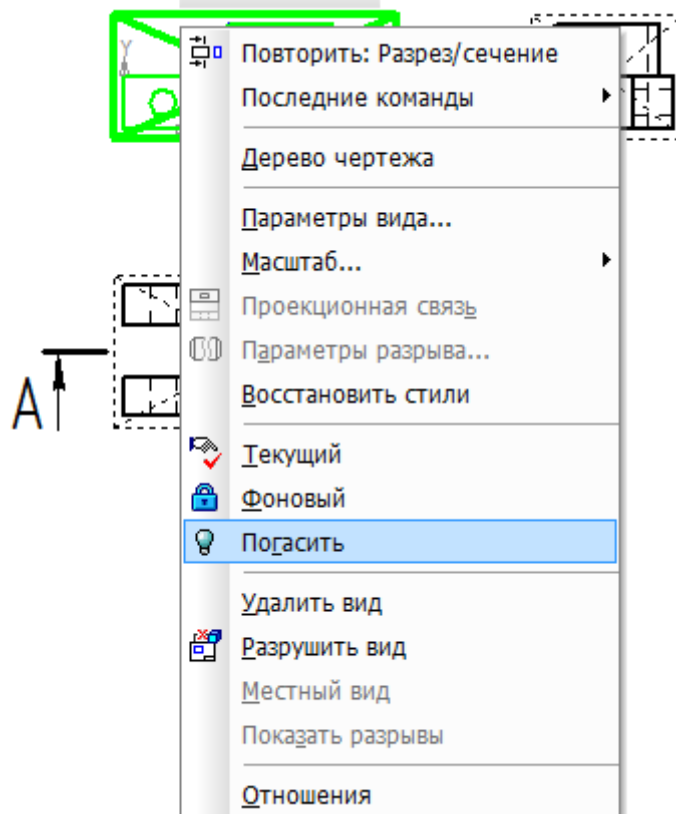 Y
Повторить: Разрез/сечение
Последние команды
Дерево чертежа
Параметры вида...
Масштаб...
Проекционная связь
Параметры разрыва...
А
Восстановить стили
Текущий
Фоновый
Погасить
Удалить вид
Разрушить вид
Местный вид
Показать разрывы
Отношения